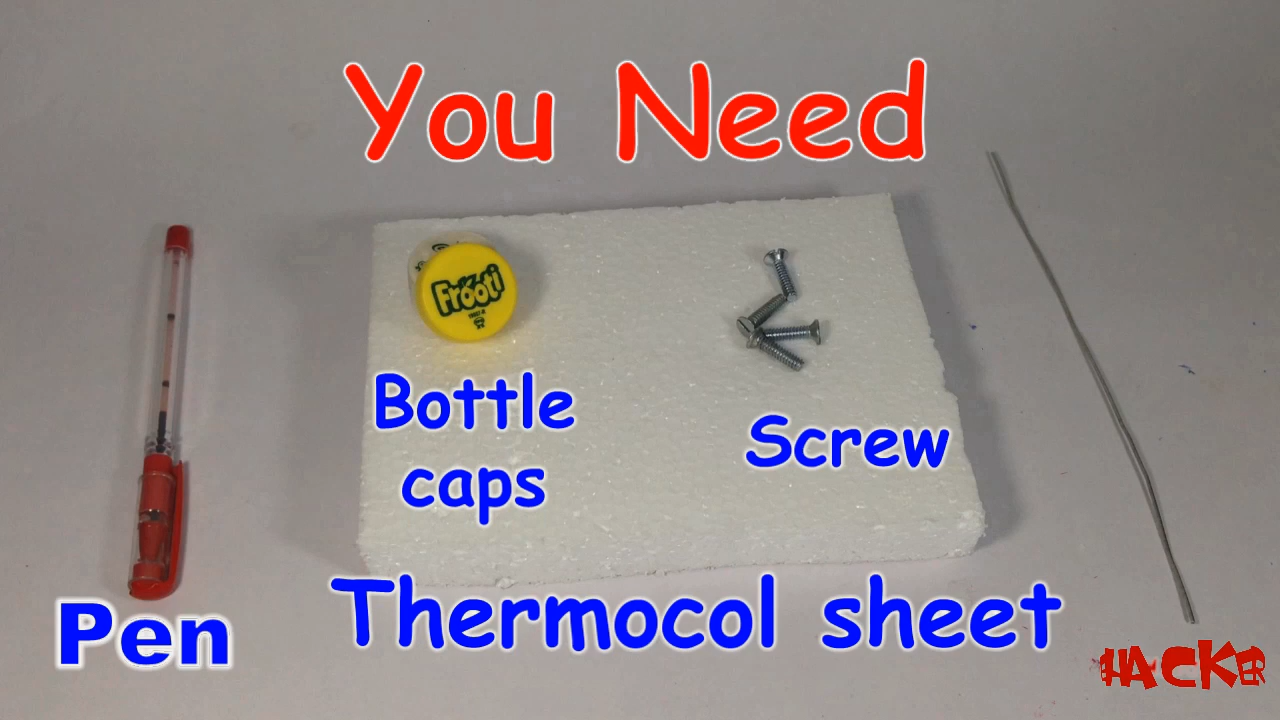 You Need
Frooti
Bottle
caps
Screw
Thermocol sheet
Pen
HACKER